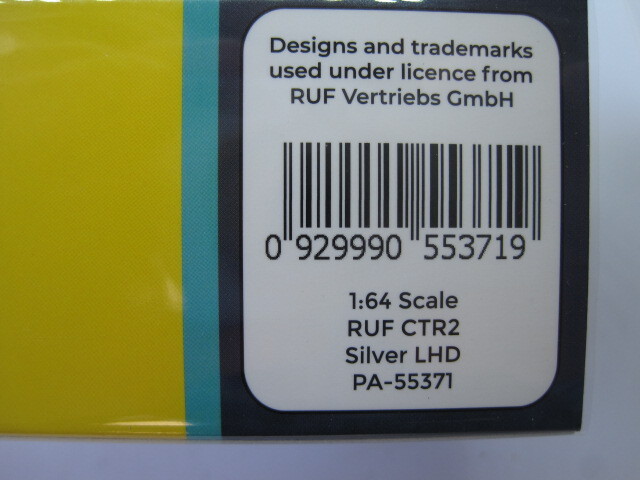 Designs and trademarks
used under licence from
RUF Vertriebs GmbH
0 929990 553719
1:64 Scale
RUF CTR2
Silver LHD
PA-55371